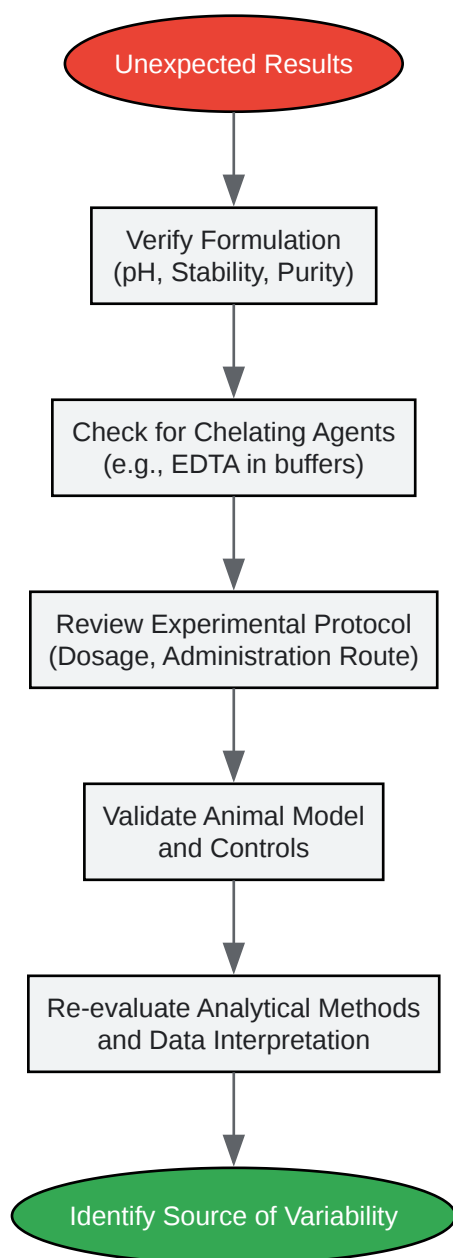 Unexpected Results
Verify Formulation
(pH, Stability, Purity)
Check for Chelating Agents
(e.g., EDTA in buffers)
Review Experimental Protocol
(Dosage, Administration Route)
Validate Animal Model
and Controls
Re-evaluate Analytical Methods
and Data Interpretation
Identify Source of Variability